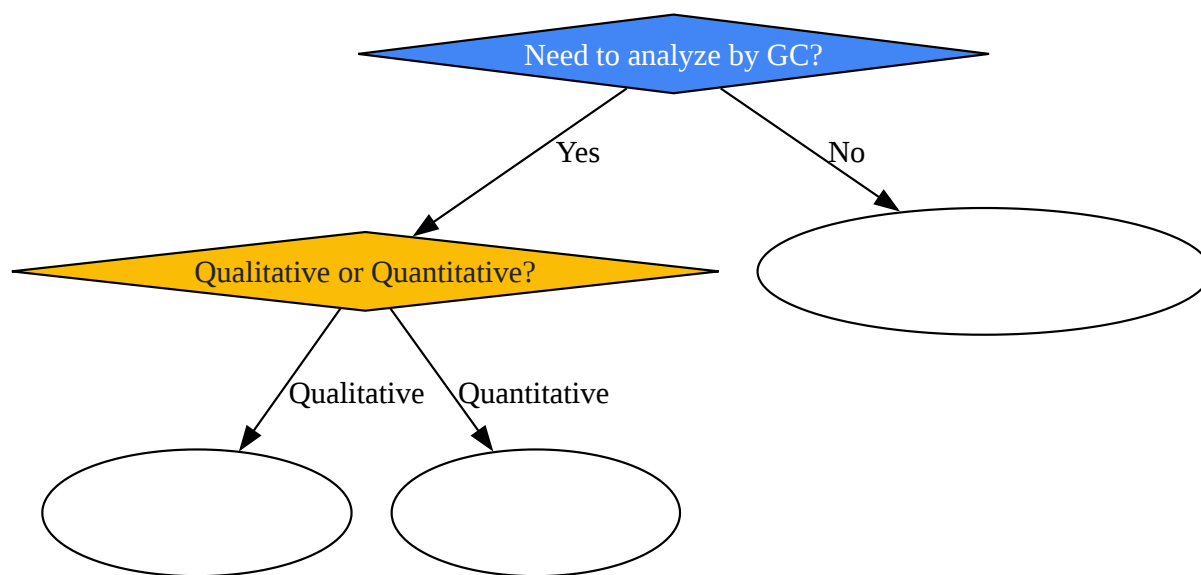 Need to analyze by GC?
Yes
No
Qualitative or Quantitative?
Qualitative
Quantitative